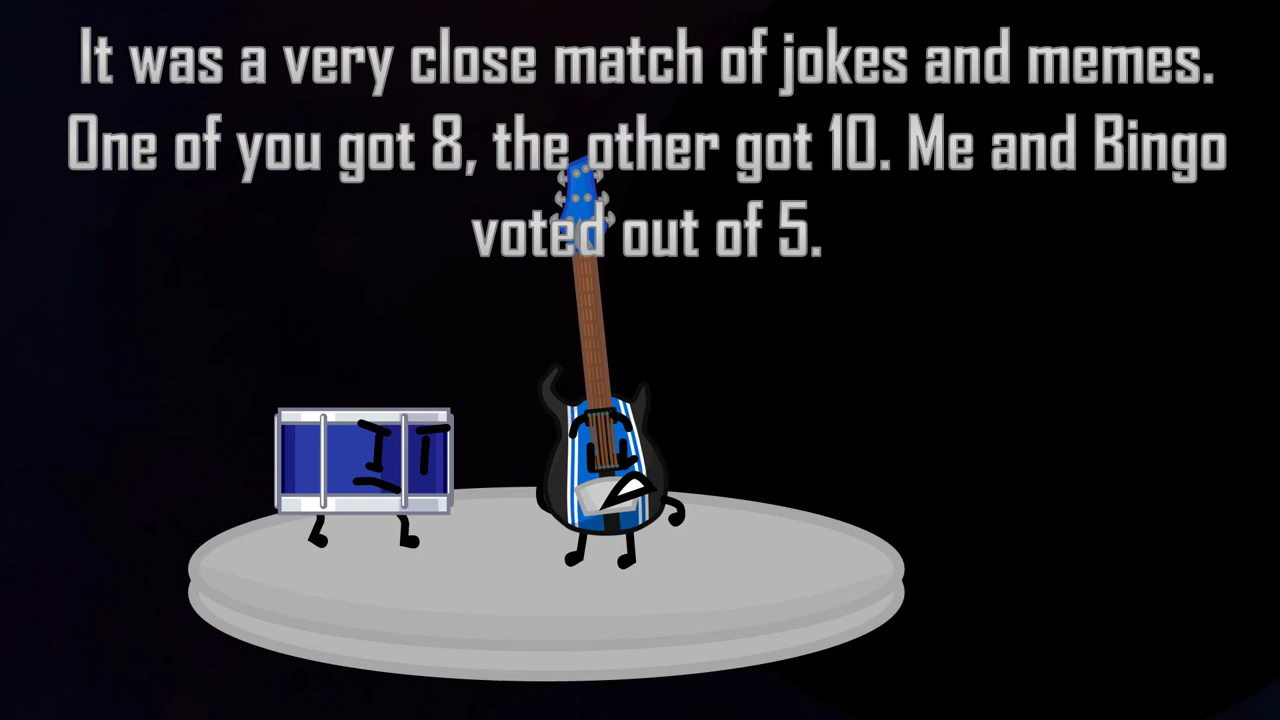 It was a very close match of jokes and memes.
One of you got 8, the other got 10. Me and Bingo
voted out of 5.